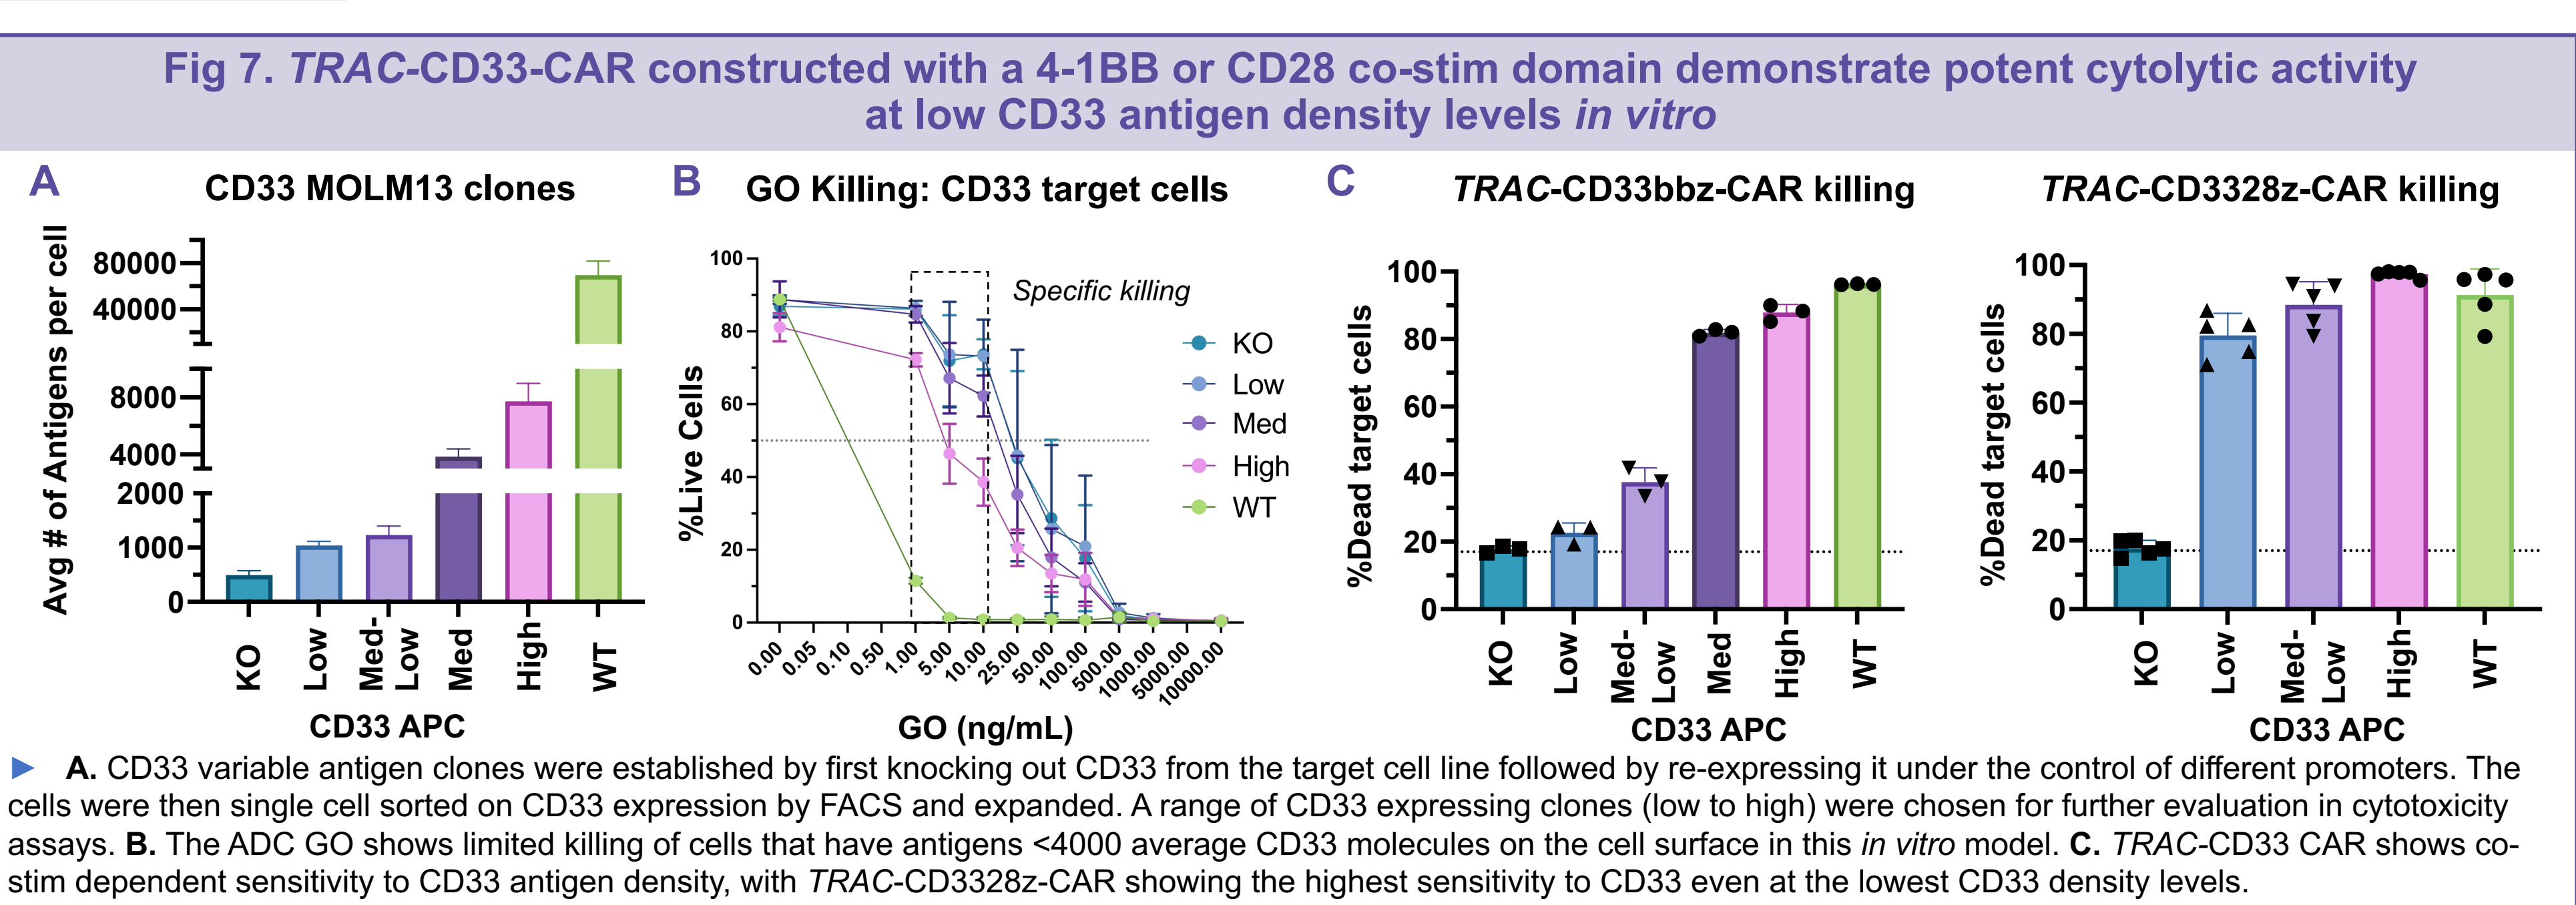 Fig 7. TRAC-CD33-CAR constructed with a 4-1BB or CD28 co-stim domain demonstrate potent cytolytic activity
at low CD33 antigen density levels in vitro
A
CD33 MOLM13 clones
Avg # of Antigens per cell
80000
40000
8000
4000
2000
1000
0
KO
Low
Med-
Low
Med
High
WT
CD33 APC
B
GO Killing: CD33 target cells
%Live Cells
100
80
60
40
20
0
Specific killing
KO
Low
Med
High
WT
0.00
0.05
0.10
0.50
1.00
5.00
10.00
25.00
50.00
100.00
500.00
1000.00
5000.00
10000.00
GO (ng/mL)
C
TRAC-CD33bbz-CAR killing
%Dead target cells
100
80
60
40
20
0
KO
Low
Med-
Low
Med
High
WT
CD33 APC
TRAC-CD3328z-CAR killing
%Dead target cells
100
80
60
40
20
0
KO
Low
Med-
Low
High
WT
CD33 APC
► A. CD33 variable antigen clones were established by first knocking out CD33 from the target cell line followed by re-expressing it under the control of different promoters. The
cells were then single cell sorted on CD33 expression by FACS and expanded. A range of CD33 expressing clones (low to high) were chosen for further evaluation in cytotoxicity
assays. B. The ADC GO shows limited killing of cells that have antigens <4000 average CD33 molecules on the cell surface in this in vitro model. C. TRAC-CD33 CAR shows co-
stim dependent sensitivity to CD33 antigen density, with TRAC-CD3328z-CAR showing the highest sensitivity to CD33 even at the lowest CD33 density levels.